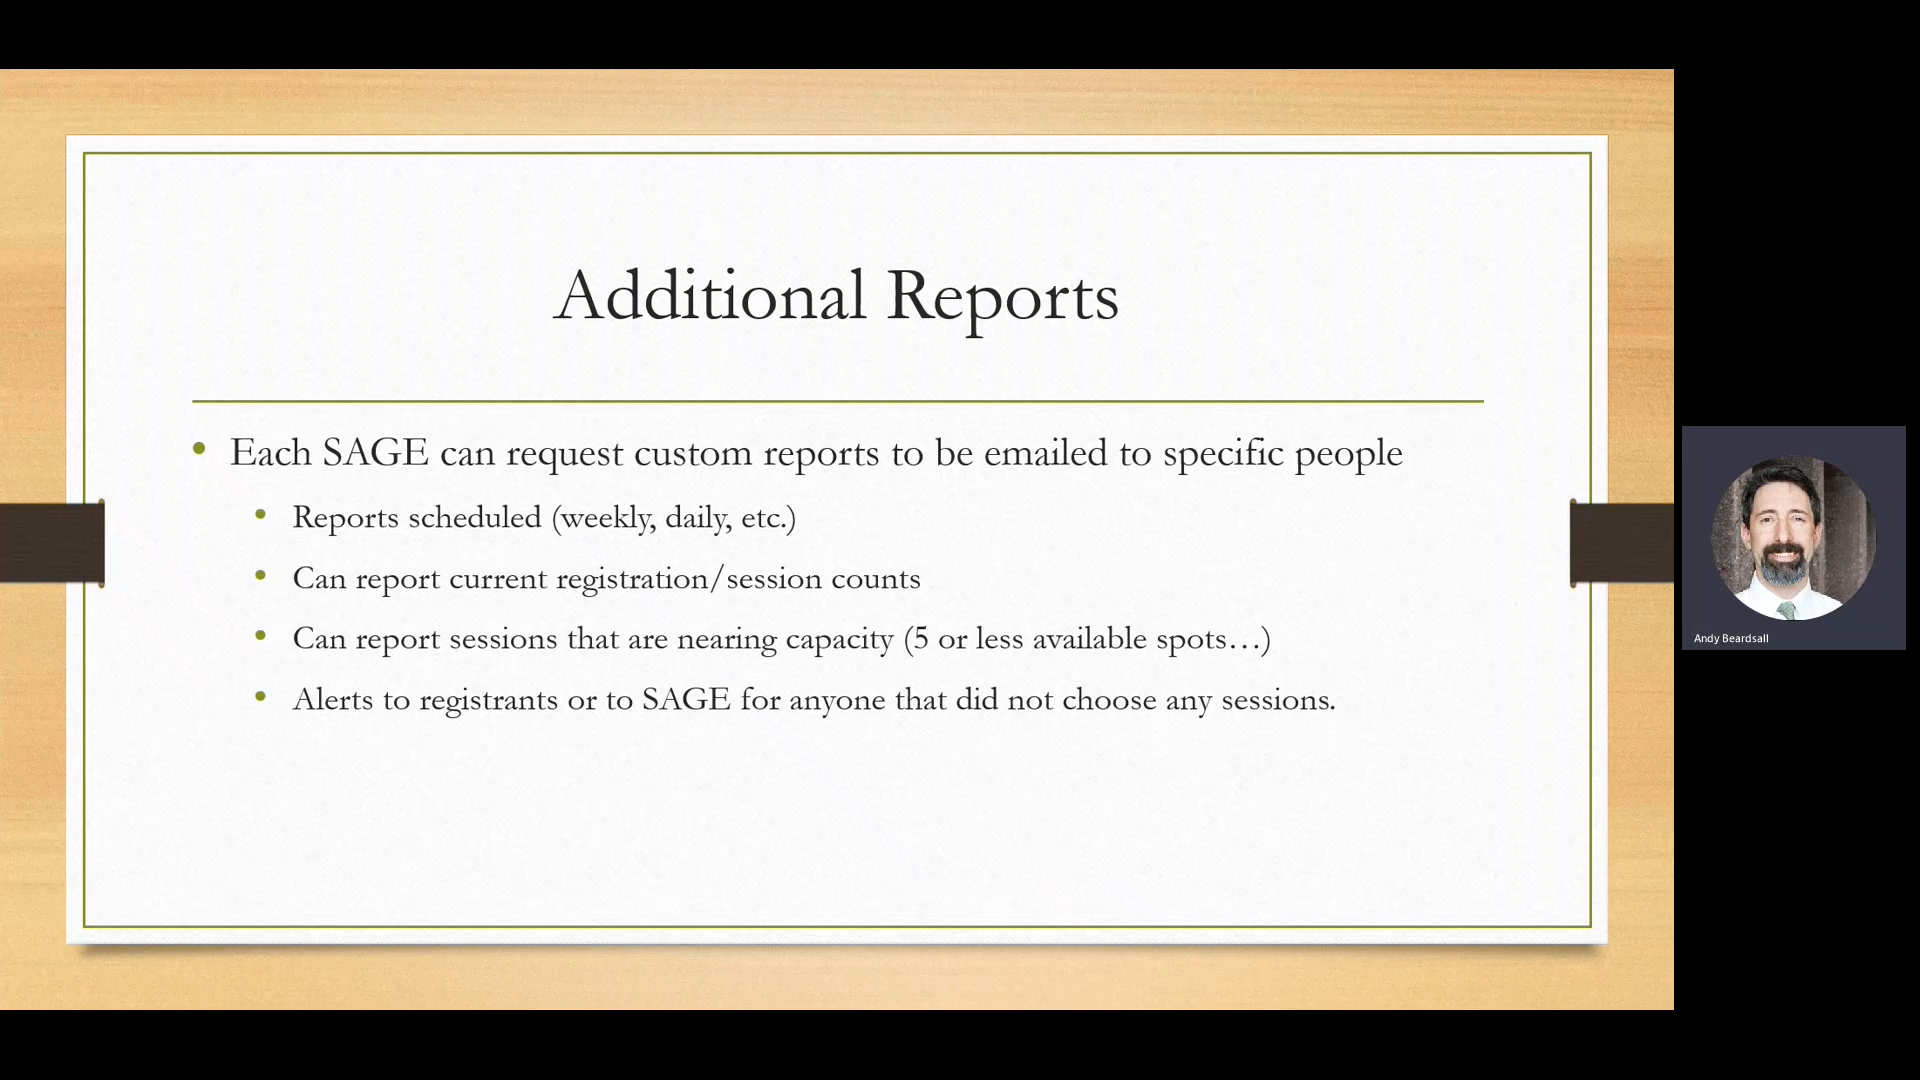 Additional Reports
Each SAGE can request custom reports to be emailed to specific people
Reports scheduled (weekly, daily, etc.)
Can report current registration/session counts
Can report sessions that are nearing capacity (5 or less available spots…)
Alerts to registrants or to SAGE for anyone that did not choose any sessions.
Andy Beardsall